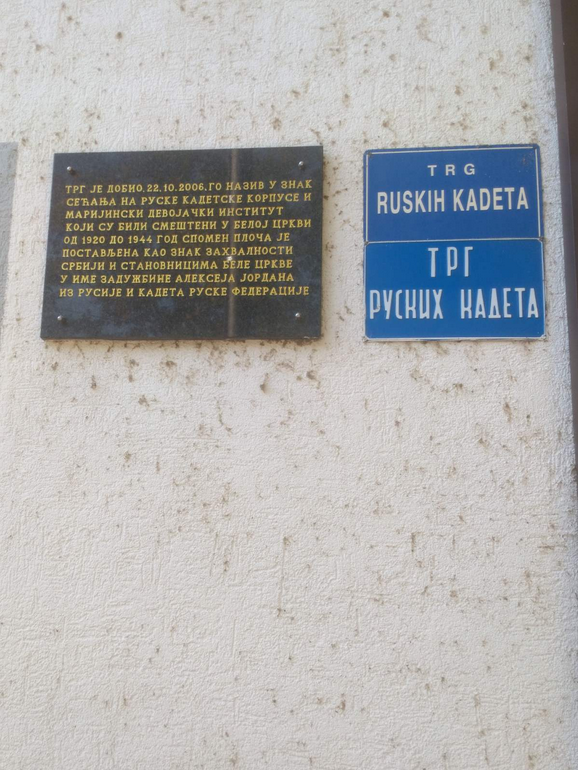 ТРГ ЈЕ ДОБИО, 22.10.2006.ГО НАЗИВ У ЗНАК
СЕЋАЊА НА РУСКЕ КАДЕТСКЕ КОРПУСЕ И
МАРИЈИНСКИ ДЕВОЈАЧКИ ИНСТИТУТ
КОЈИ СУ БИЛИ СМЕШТЕНИ У БЕЛОЈ ЦРКВИ
ОД 1920 ДО 1944 ГОД СПОМЕН ПЛОЧА ЈЕ
ПОСТАВЉЕНА КАО ЗНАК ЗАХВАЛНОСТИ
СРБИЈИ И СТАНОВНИЦИМА БЕЛЕ ЦРКВЕ
У ИМЕ ЗАДУЖБИНЕ АЛЕКСЕЈА ЈОРДАНА
ИЗ РУСИЈЕ И КАДЕТА РУСКЕ ФЕДЕРАЦИЈЕ
TRG
RUSKIH KADETA
ТРГ
РУСКИХ КАДЕТА